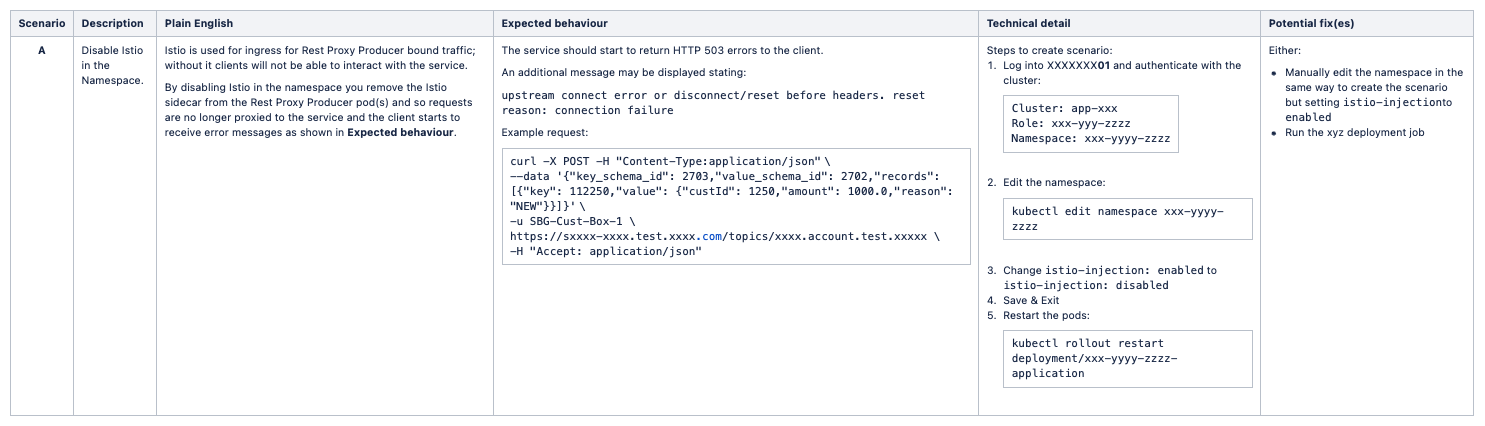 Scenario
Description
Plain English
Expected behaviour
Technical detail
Potential fix(es)
A
Disable Istio
in the
Namespace.
Istio is used for ingress for Rest Proxy Producer bound traffic;
without it clients will not be able to interact with the service.
By disabling Istio in the namespace you remove the Istio
sidecar from the Rest Proxy Producer pod(s) and so requests
are no longer proxied to the service and the client starts to
receive error messages as shown in Expected behaviour.
The service should start to return HTTP 503 errors to the client.
An additional message may be displayed stating:
upstream connect error or disconnect/reset before headers. reset
reason: connection failure
Example request:
curl –X POST –H "Content–Type:application/json" \
––data '{"key_schema_id": 2703,"value_schema_id": 2702,"records":
[{"key": 112250,"value": {"custId": 1250,"amount": 1000.0,"reason":
"NEW"}}]}' \
–u SBG–Cust–Box–1 \
https://sxxxx–xxxx.test.xxxx.com/topics/xxxx.account.test.xxxxx \
–H "Accept: application/json"
Steps to create scenario:
1. Log into XXXXXXX01 and authenticate with the
cluster:
Cluster: app–xxx
Role: xxx–yyy–zzzz
Namespace: xxx–yyyy–zzzz
2. Edit the namespace:
kubectl edit namespace xxx–yyyy–
zzzz
3. Change istio–injection: enabled to
istio–injection: disabled
4. Save & Exit
5. Restart the pods:
kubectl rollout restart
deployment/xxx–yyyy–zzzz–
application
Either:
• Manually edit the namespace in the
same way to create the scenario
but setting istio–injectionto
enabled
• Run the xyz deployment job